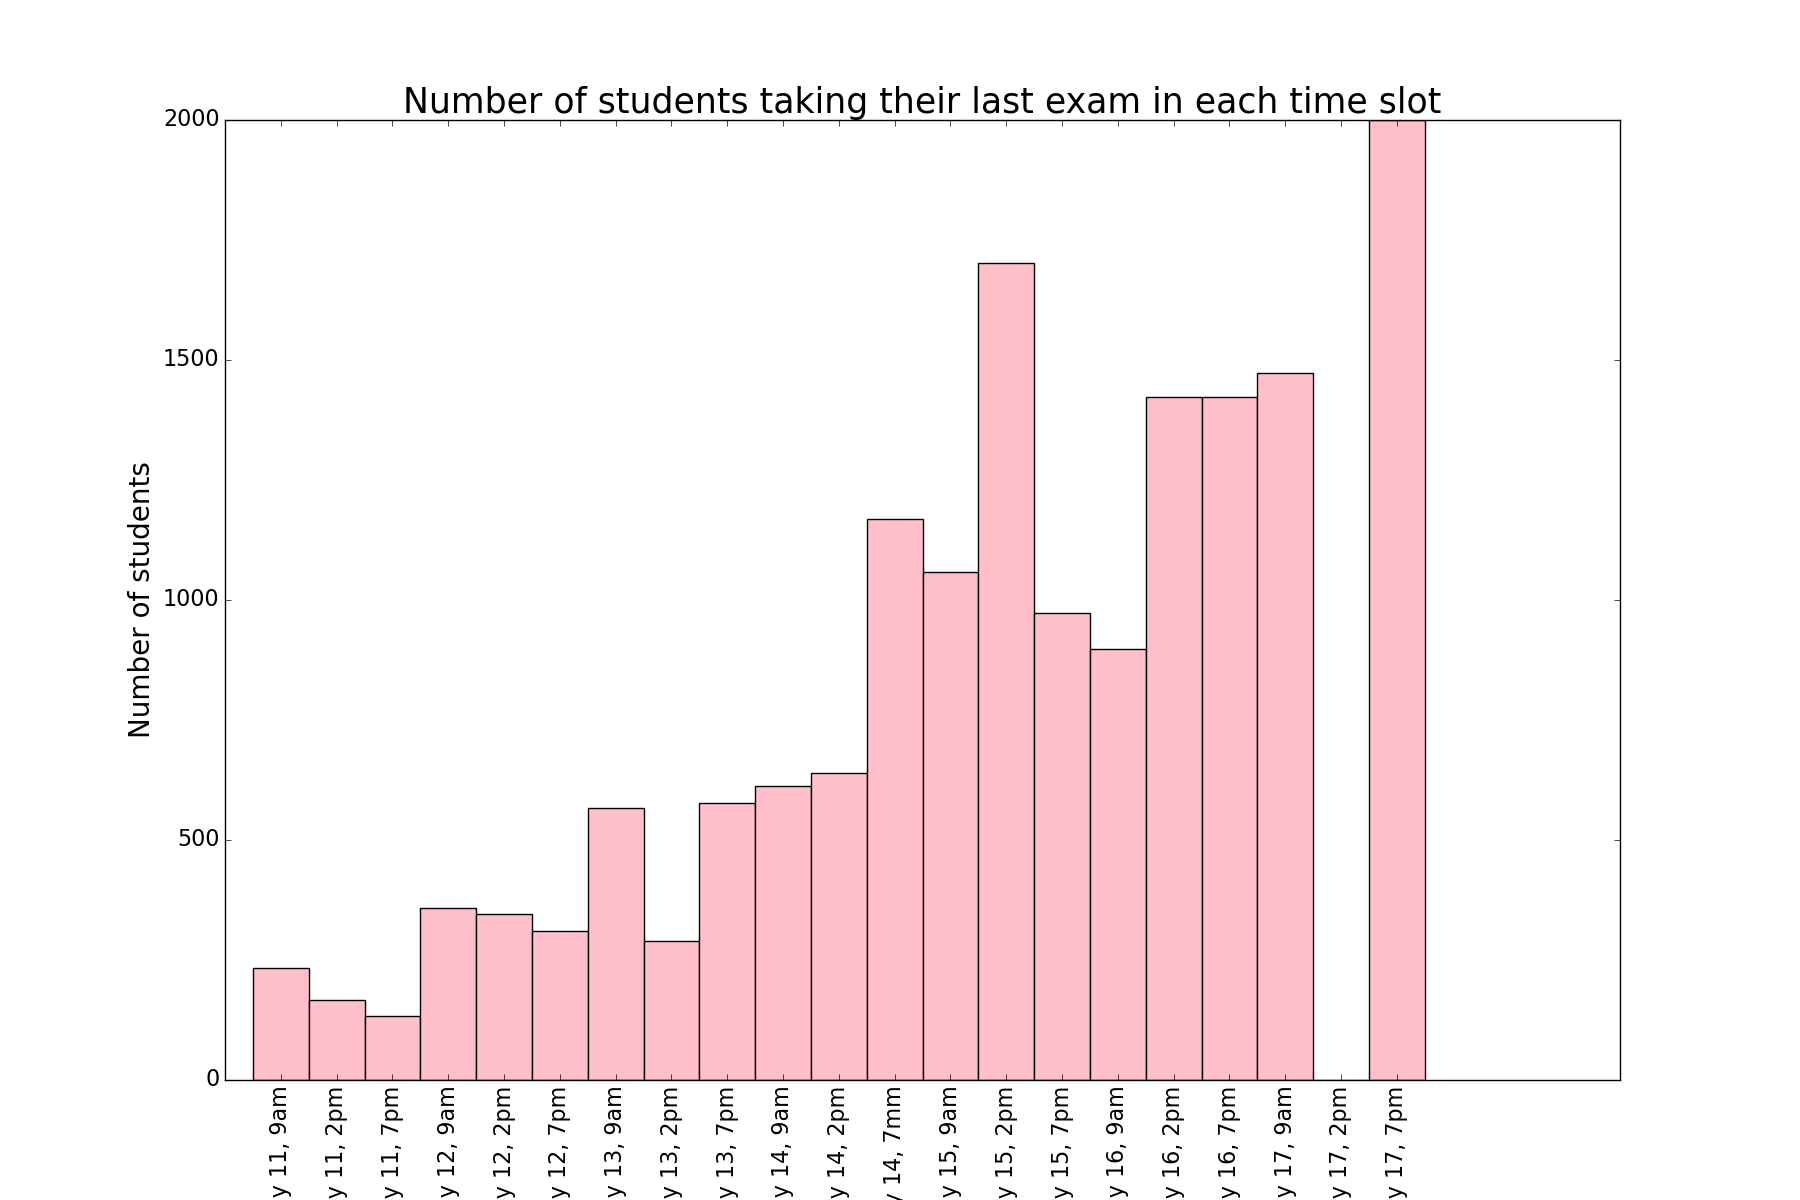 Number of students taking their last exam in each time slot
Number of students
2000
1500
1000
500
0
y 11, 9am
y 11, 2pm
y 11, 7pm
y 12, 9am
y 12, 2pm
y 12, 7pm
y 13, 9am
y 13, 2pm
y 13, 7pm
y 14, 9am
y 14, 2pm
y 14, 7mm
y 15, 9am
y 15, 2pm
y 15, 7pm
y 16, 9am
y 16, 2pm
y 16, 7pm
y 17, 9am
y 17, 2pm
y 17, 7pm